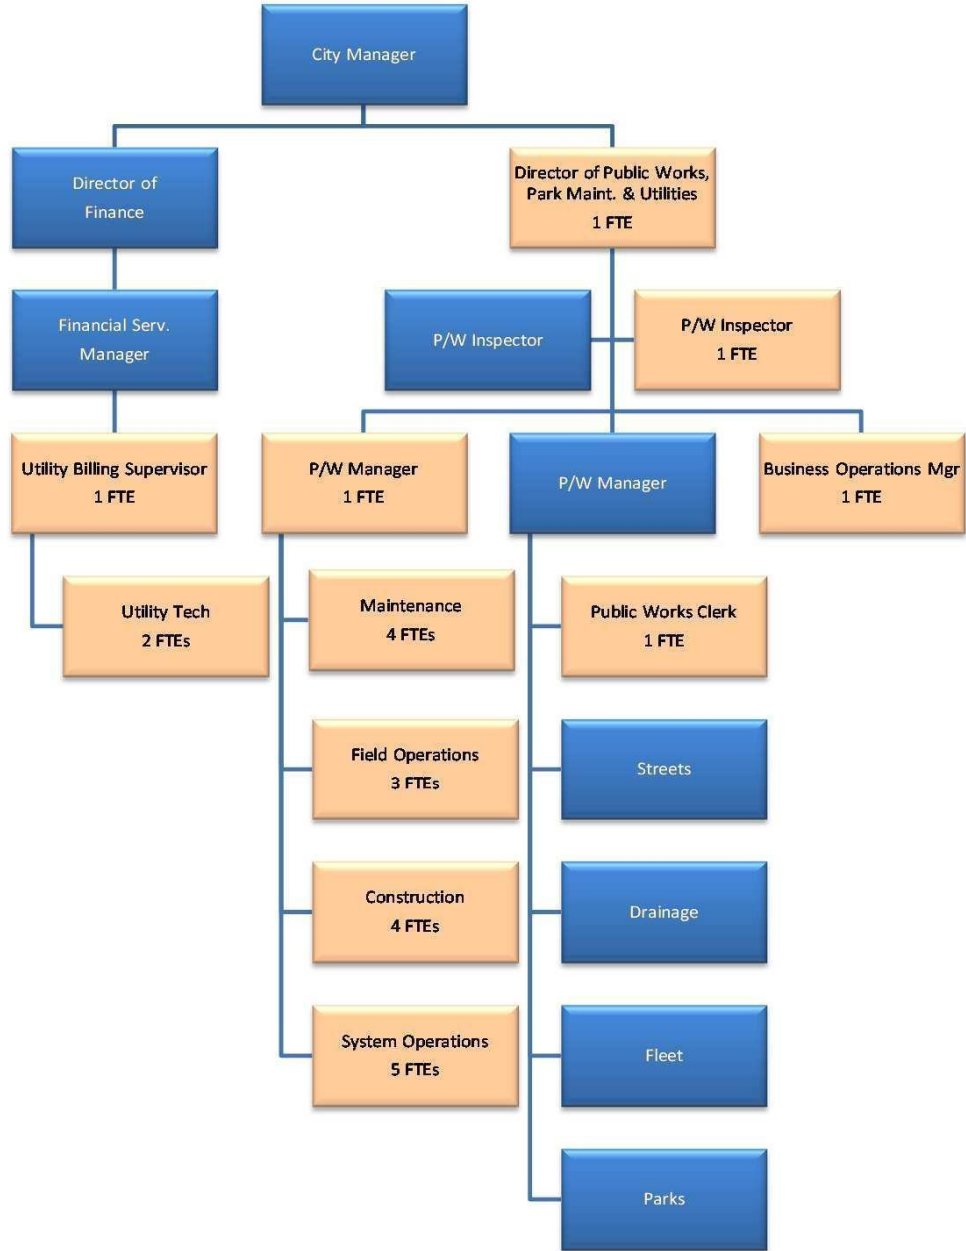 City Manager
Director of
Finance
Director of Public Works,
Park Maint. & Utilities
1 FTE
Financial Serv.
Manager
P/W Inspector
P/W Inspector
1 FTE
Utility Billing Supervisor
1 FTE
P/W Manager
1 FTE
P/W Manager
Business Operations Mgr
1 FTE
Utility Tech
2 FTEs
Maintenance
4 FTEs
Public Works Clerk
1 FTE
Field Operations
3 FTEs
Streets
Construction
4 FTEs
Drainage
System Operations
5 FTEs
Fleet
Parks